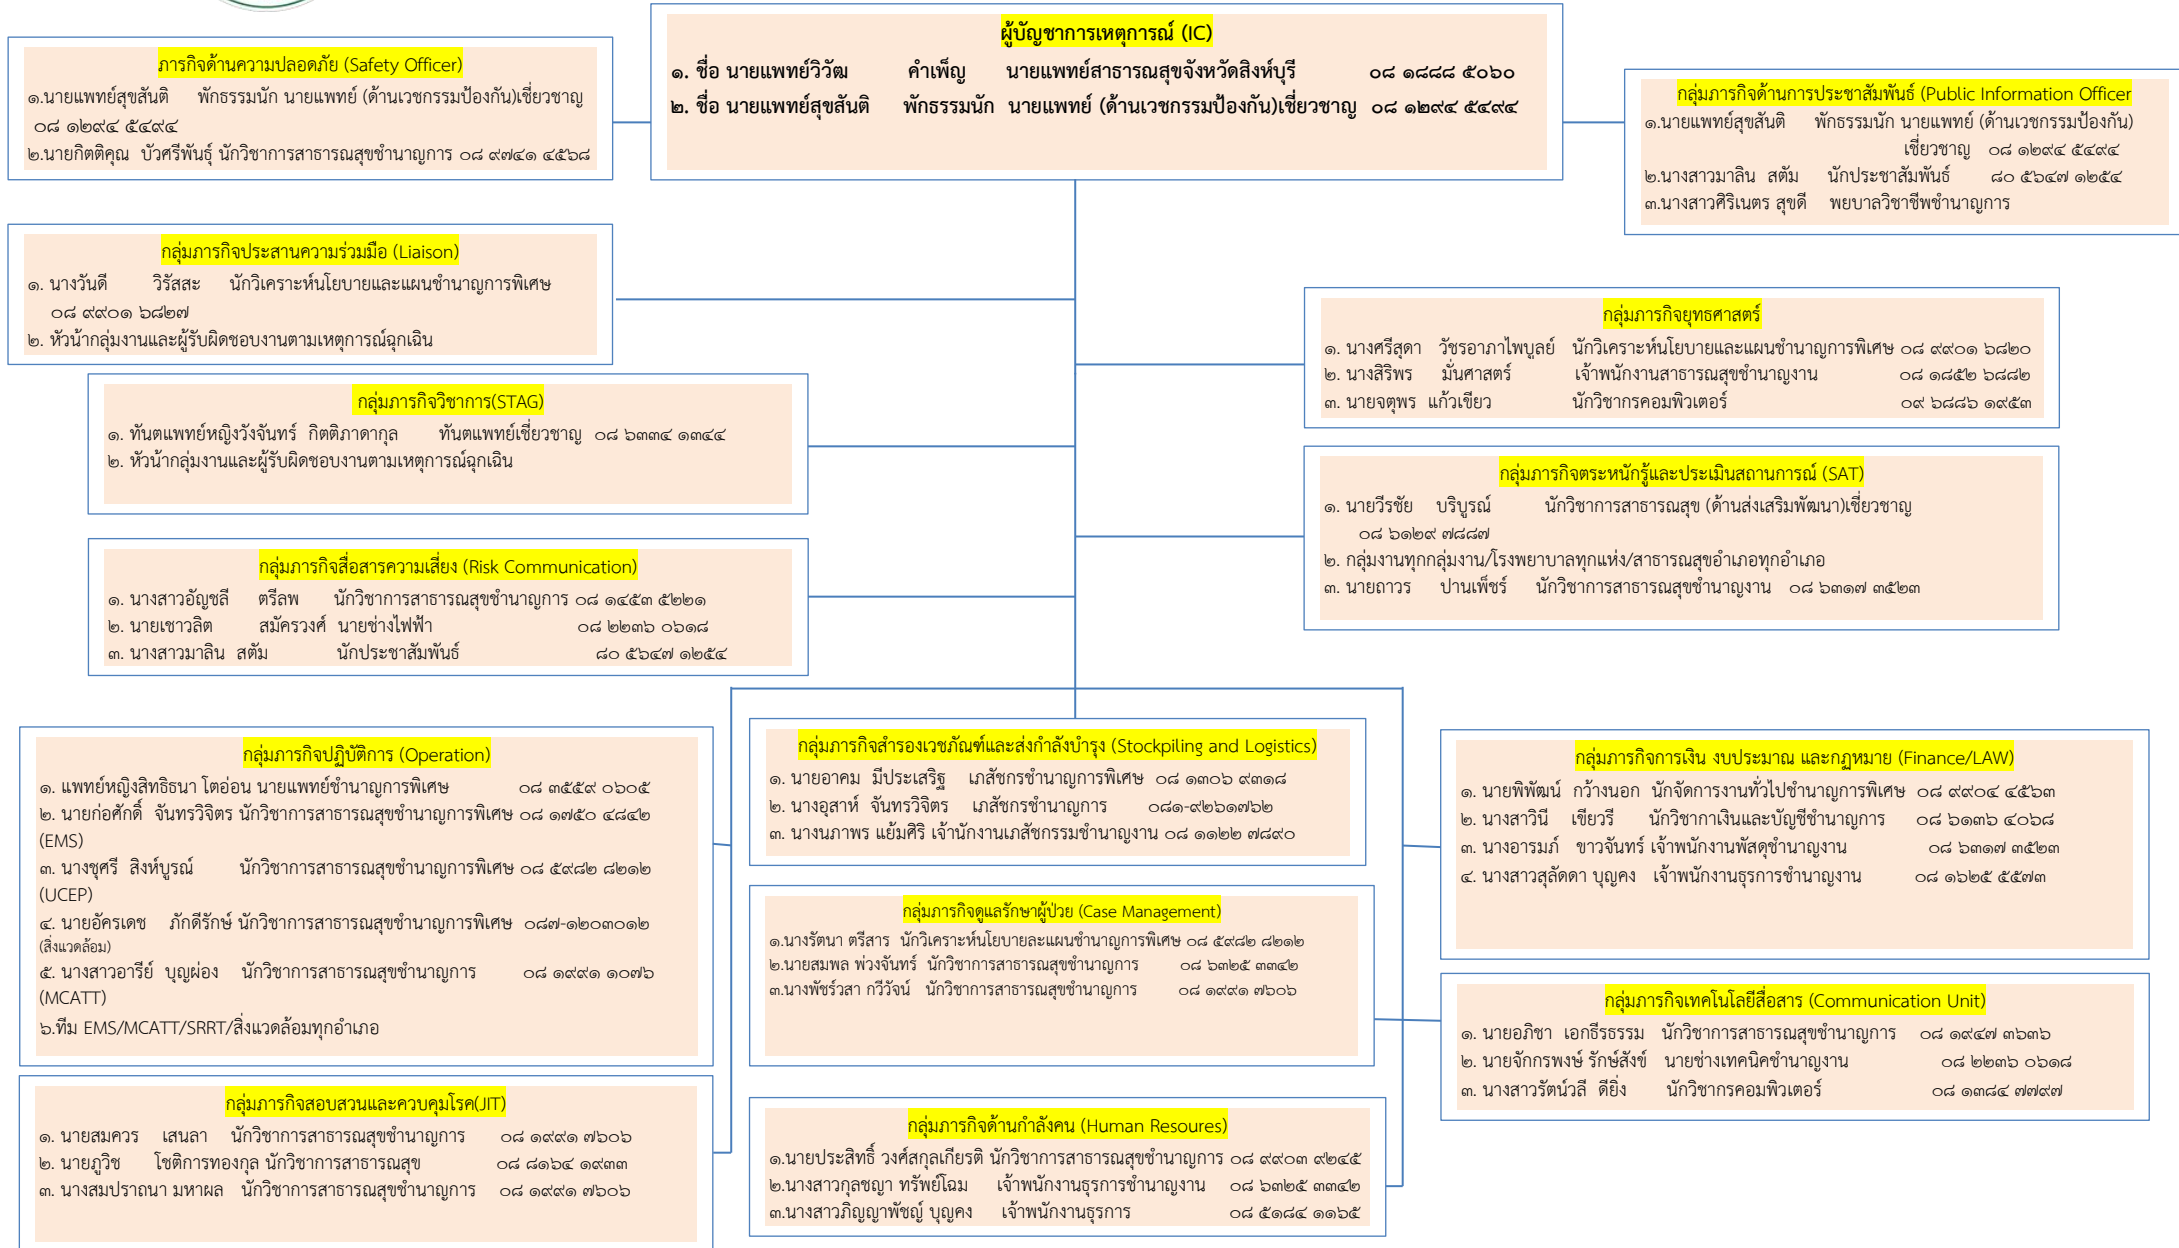 ผู้บัญชาการเหตุการณ์ (IC)
๑. ชื่อ นายแพทย์วิวัฒ คำเพ็ญ นายแพทย์สาธารณสุขจังหวัดสิงห์บุรี ๐๘ ๑๘๘๘ ๕๐๖๐
๒. ชื่อ นายแพทย์สุขสันติ พักธรรมนัก นายแพทย์ (ด้านเวชกรรมป้องกัน)เชี่ยวชาญ ๐๘ ๑๒๙๔ ๕๔๙๔
ภารกิจด้านความปลอดภัย (Safety Officer)
๑.นายแพทย์สุขสันติ พักธรรมนัก นายแพทย์ (ด้านเวชกรรมป้องกัน)เชี่ยวชาญ
๐๘ ๑๒๙๔ ๕๔๙๔
๒.นายกิตติคุณ บัวศรีพันธุ์ นักวิชาการสาธารณสุขชำนาญการ ๐๘ ๙๗๔๑ ๔๕๖๘
กลุ่มภารกิจด้านการประชาสัมพันธ์ (Public Information Officer
๑.นายแพทย์สุขสันติ พักธรรมนัก นายแพทย์ (ด้านเวชกรรมป้องกัน)
เชี่ยวชาญ ๐๘ ๑๒๙๔ ๕๔๙๔
๒.นางสาวมาลิน สตัม นักประชาสัมพันธ์ ๘๐ ๕๖๔๗ ๑๒๕๔
๓.นางสาวศิริเนตร สุขดี พยาบาลวิชาชีพชำนาญการ
กลุ่มภารกิจประสานความร่วมมือ (Liaison)
๑. นางวันดี วิรัสสะ นักวิเคราะห์นโยบายและแผนชำนาญการพิเศษ
๐๘ ๙๙๐๑ ๖๘๒๗
๒. หัวน้ากลุ่มงานและผู้รับผิดชอบงานตามเหตุการณ์ฉุกเฉิน
กลุ่มภารกิจยุทธศาสตร์
๑. นางศรีสุดา วัชรอาภาไพบูลย์ นักวิเคราะห์นโยบายและแผนชำนาญการพิเศษ ๐๘ ๙๙๐๑ ๖๘๒๐
๒. นางสิริพร มั่นศาสตร์ เจ้าพนักงานสาธารณสุขชำนาญงาน ๐๘ ๑๘๕๒ ๖๘๘๒
๓. นายจตุพร แก้วเขียว นักวิชากรคอมพิวเตอร์ ๐๙ ๖๘๘๖ ๑๙๕๓
กลุ่มภารกิจวิชาการ(STAG)
๑. ทันตแพทย์หญิงวังจันทร์ กิตติภาดากุล ทันตแพทย์เชี่ยวชาญ ๐๘ ๖๓๓๔ ๑๓๔๔
๒. หัวน้ากลุ่มงานและผู้รับผิดชอบงานตามเหตุการณ์ฉุกเฉิน
กลุ่มภารกิจตระหนักรู้และประเมินสถานการณ์ (SAT)
๑. นายวีรชัย บริบูรณ์ นักวิชาการสาธารณสุข (ด้านส่งเสริมพัฒนา)เชี่ยวชาญ
๐๘ ๖๑๒๙ ๗๘๘๗
๒. กลุ่มงานทุกกลุ่มงาน/โรงพยาบาลทุกแห่ง/สาธารณสุขอำเภอทุกอำเภอ
๓. นายถาวร ปานเพ็ชร์ นักวิชาการสาธารณสุขชำนาญงาน ๐๘ ๖๓๑๗ ๓๕๒๓
กลุ่มภารกิจสื่อสารความเสี่ยง (Risk Communication)
๑. นางสาวอัญชลี ตรีลพ นักวิชาการสาธารณสุขชำนาญการ ๐๘ ๑๔๕๓ ๕๒๒๑
๒. นายเชาวลิต สมัครวงศ์ นายช่างไฟฟ้า ๐๘ ๒๒๓๖ ๐๖๑๘
๓. นางสาวมาลิน สตัม นักประชาสัมพันธ์ ๘๐ ๕๖๔๗ ๑๒๕๔
กลุ่มภารกิจปฏิบัติการ (Operation)
๑. แพทย์หญิงสิทธิธนา โตอ่อน นายแพทย์ชำนาญการพิเศษ ๐๘ ๓๕๕๙ ๐๖๐๕
๒. นายก่อศักดิ์ จันทรวิจิตร นักวิชาการสาธารณสุขชำนาญการพิเศษ ๐๘ ๑๗๕๐ ๔๘๔๒
(EMS)
๓. นางชุศรี สิงห์บูรณ์ นักวิชาการสาธารณสุขชำนาญการพิเศษ ๐๘ ๕๙๘๒ ๘๒๑๒
(UCEP)
๔. นายอัครเดช ภักดีรักษ์ นักวิชาการสาธารณสุขชำนาญการพิเศษ ๐๘๗-๑๒๐๓๐๑๒
(สิ่งแวดล้อม)
๕. นางสาวอารีย์ บุญผ่อง นักวิชาการสาธารณสุขชำนาญการ ๐๘ ๑๙๙๑ ๑๐๗๖
(MCATT)
๖.ทีม EMS/MCATT/SRRT/สิ่งแวดล้อมทุกอำเภอ
กลุ่มภารกิจสำรองเวชภัณฑ์และส่งกำลังบำรุง (Stockpiling and Logistics)
๑. นายอาคม มีประเสริฐ เภสัชกรชำนาญการพิเศษ ๐๘ ๑๓๐๖ ๙๓๑๘
๒. นางอุสาห์ จันทรวิจิตร เภสัชกรชำนาญการ ๐๘๑-๙๒๖๑๗๖๒
๓. นางนภาพร แย้มศิริ เจ้านักงานเภสัชกรรมชำนาญงาน ๐๘ ๑๑๒๒ ๗๘๙๐
กลุ่มภารกิจการเงิน งบประมาณ และกฎหมาย (Finance/LAW)
๑. นายพิพัฒน์ กว้างนอก นักจัดการงานทั่วไปชำนาญการพิเศษ ๐๘ ๙๙๐๔ ๔๕๖๓
๒. นางสาวินี เขียวรี นักวิชากาเงินและบัญชีชำนาญการ ๐๘ ๖๑๓๖ ๔๐๖๘
๓. นางอารมภ์ ขาวจันทร์ เจ้าพนักงานพัสดุชำนาญงาน ๐๘ ๖๓๑๗ ๓๕๒๓
๔. นางสาวสุลัดดา บุญคง เจ้าพนักงานธุรการชำนาญงาน ๐๘ ๑๖๒๕ ๕๕๗๓
กลุ่มภารกิจดูแลรักษาผู้ป่วย (Case Management)
๑.นางรัตนา ตรีสาร นักวิเคราะห์นโยบายละแผนชำนาญการพิเศษ ๐๘ ๕๙๘๒ ๘๒๑๒
๒.นายสมพล พ่วงจันทร์ นักวิชาการสาธารณสุขชำนาญการ ๐๘ ๖๓๒๕ ๓๓๔๒
๓.นางพัชร์วสา กวีวัจน์ นักวิชาการสาธารณสุขชำนาญการ ๐๘ ๑๙๙๑ ๗๖๐๖
กลุ่มภารกิจเทคโนโลยีสื่อสาร (Communication Unit)
๑. นายอภิชา เอกธีรธรรม นักวิชาการสาธารณสุขชำนาญการ ๐๘ ๑๙๔๗ ๓๖๓๖
๒. นายจักกรพงษ์ รักษ์สังข์ นายช่างเทคนิคชำนาญงาน ๐๘ ๒๒๓๖ ๐๖๑๘
๓. นางสาวรัตน์วลี ดียิ่ง นักวิชากรคอมพิวเตอร์ ๐๘ ๑๓๘๔ ๗๗๙๗
กลุ่มภารกิจสอบสวนและควบคุมโรค(JIT)
๑. นายสมควร เสนลา นักวิชาการสาธารณสุขชำนาญการ ๐๘ ๑๙๙๑ ๗๖๐๖
๒. นายภูวิช โชติการทองกุล นักวิชาการสาธารณสุข ๐๘ ๘๑๖๔ ๑๙๓๓
๓. นางสมปราถนา มหาผล นักวิชาการสาธารณสุขชำนาญการ ๐๘ ๑๙๙๑ ๗๖๐๖
กลุ่มภารกิจด้านกำลังคน (Human Resoures)
๑.นายประสิทธิ์ วงศ์สกุลเกียรติ นักวิชาการสาธารณสุขชำนาญการ ๐๘ ๙๙๐๓ ๙๒๔๕
๒.นางสาวกุลชญา ทรัพย์โฉม เจ้าพนักงานธุรการชำนาญงาน ๐๘ ๖๓๒๕ ๓๓๔๒
๓.นางสาวภิญญาพัชญ์ บุญคง เจ้าพนักงานธุรการ ๐๘ ๕๑๘๔ ๑๑๖๕